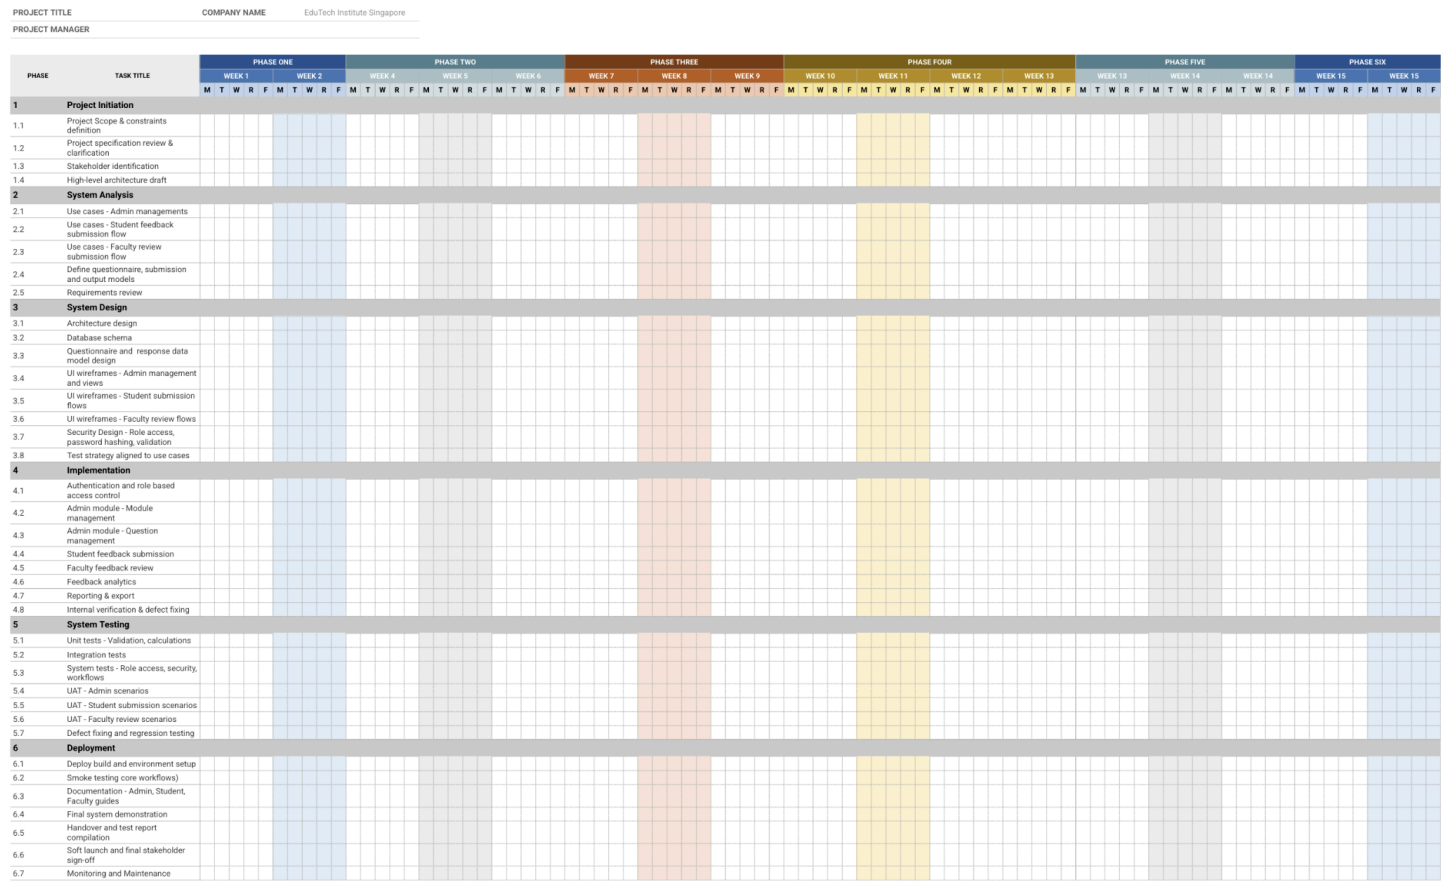 PROJECT TITLE COMPANY NAME EduTech Institute Singapore
PROJECT MANAGER
PHASE ONE PHASE TWO PHASE THREE PHASE FOUR PHASE FIVE PHASE SIX
PHASE TASK TITLE WEEK 1 WEEK 2 WEEK 4 WEEK 5 WEEK 6 WEEK 7 WEEK 8 WEEK 9 WEEK 10 WEEK 11 WEEK 12 WEEK 13 WEEK 13 WEEK 14 WEEK 14 WEEK 15 WEEK 15
M T W R F M T W R F M T W R F M T W R F M T W R F M T W R F M T W R F M T W R F M T W R F M T W R F M T W R F M T W R F M T W R F M T W R F M T W R F M T W R F M T W R F
1 Project Initiation
1.1 Project Scope & constraints
definition
1.2 Project specification review &
clarification
1.3 Stakeholder identification
1.4 High-level architecture draft
2 System Analysis
2.1 Use cases - Admin managements
2.2 Use cases - Student feedback
submission flow
2.3 Use cases - Faculty review
submission flow
2.4 Define questionnaire, submission
and output models
2.5 Requirements review
3 System Design
3.1 Architecture design
3.2 Database schema
3.3 Questionnaire and response data
model design
3.4 UI wireframes - Admin management
and views
3.5 UI wireframes - Student submission
flows
3.6 UI wireframes - Faculty review flows
3.7 Security Design - Role access,
password hashing, validation
3.8 Test strategy aligned to use cases
4 Implementation
4.1 Authentication and role based
access control
4.2 Admin module - Module
management
4.3 Admin module - Question
management
4.4 Student feedback submission
4.5 Faculty feedback review
4.6 Feedback analytics
4.7 Reporting & export
4.8 Internal verification & defect fixing
5 System Testing
5.1 Unit tests - Validation, calculations
5.2 Integration tests
5.3 System tests - Role access, security,
workflows
5.4 UAT - Admin scenarios
5.5 UAT - Student submission scenarios
5.6 UAT - Faculty review scenarios
5.7 Defect fixing and regression testing
6 Deployment
6.1 Deploy build and environment setup
6.2 Smoke testing core workflows)
6.3 Documentation - Admin, Student,
Faculty guides
6.4 Final system demonstration
6.5 Handover and test report
compilation
6.6 Soft launch and final stakeholder
sign-off
6.7 Monitoring and Maintenance